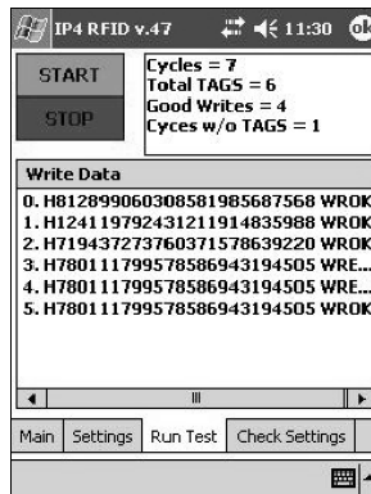 IP4 RFID v.47 11:30 ok
START
STOP
Cycles = 7
Total TAGS = 6
Good Writes = 4
Cyces w/o TAGS = 1
Write Data
0. H81289906030858198568​7568 WROK
1. H124119792431211914835988 WROK
2. H719437273760371578639220 WROK
3. H780111799578586943194505 WRE...
4. H780111799578586943194505 WRE...
5. H780111799578586943194505 WROK
Main Settings Run Test Check Settings